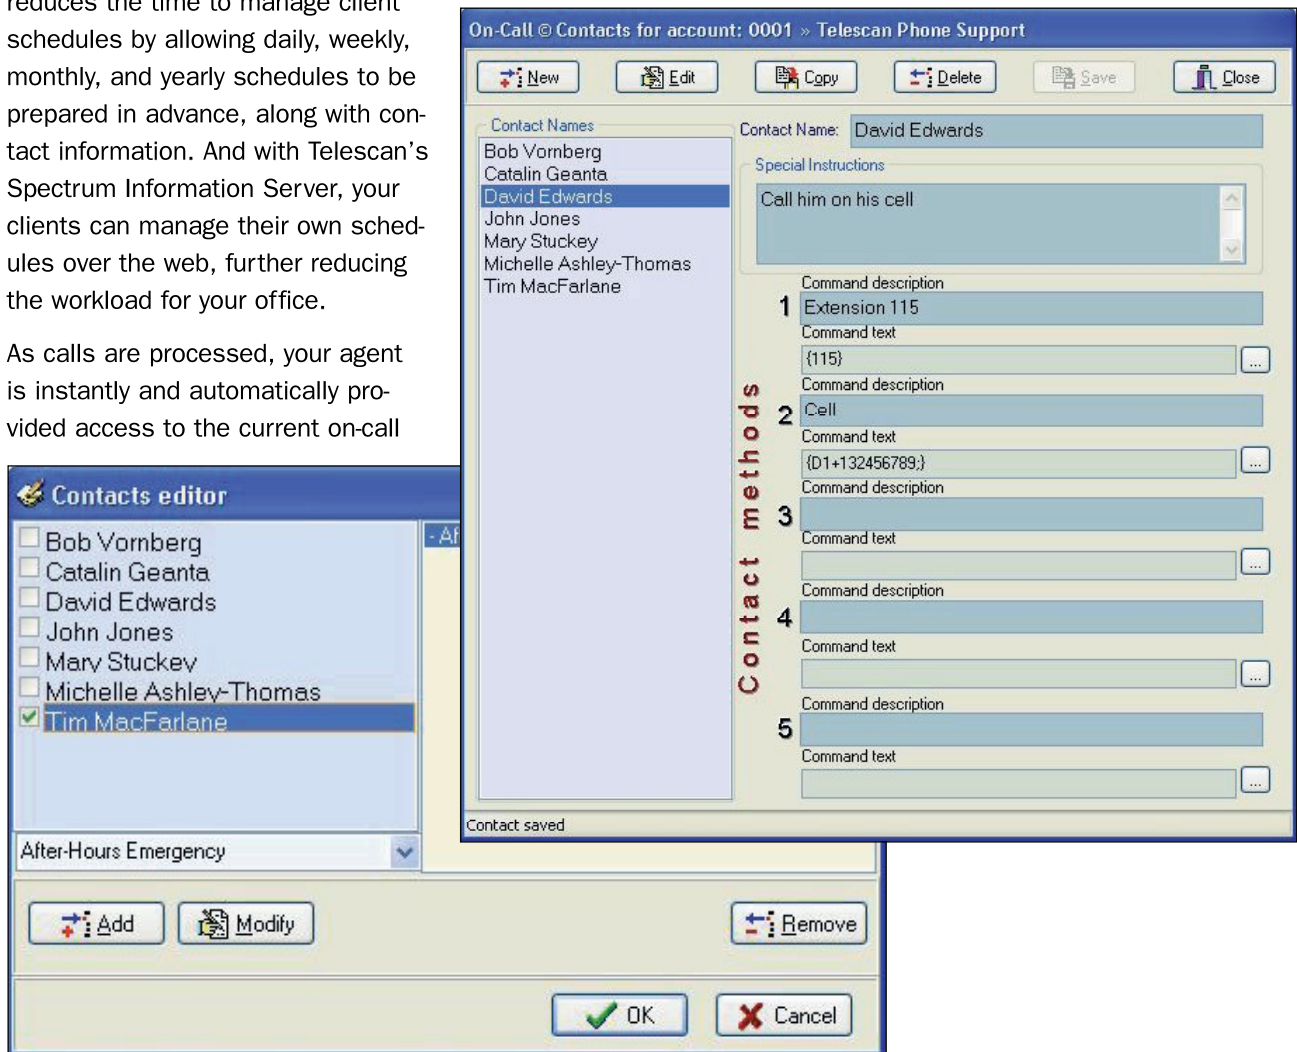 reduces the time to manage client
schedules by allowing daily, weekly,
monthly, and yearly schedules to be
prepared in advance, along with con-
tact information. And with Telescan's
Spectrum Information Server, your
clients can manage their own sched-
ules over the web, further reducing
the workload for your office.
As calls are processed, your agent
is instantly and automatically pro-
vided access to the current on-call
On-Call © Contacts for account: 0001 » Telescan Phone Support
New Edit Copy Delete Save Close
Contact Names
Bob Vornberg
Catalin Geanta
David Edwards
John Jones
Mary Stuckey
Michelle Ashley-Thomas
Tim MacFarlane
Contact Name: David Edwards
Special Instructions
Call him on his cell
Contact methods
Command description
1 Extension 115
Command text
{115} ...
Command description
2 Cell
Command text
{D1+132456789;} ...
Command description
3
Command text
...
Command description
4
Command text
...
Command description
5
Command text
...
Contact saved
Contacts editor
Bob Vornberg
Catalin Geanta
David Edwards
John Jones
Mary Stuckey
Michelle Ashley-Thomas
Tim MacFarlane
- Af
After-Hours Emergency
Add Modify Remove
OK Cancel